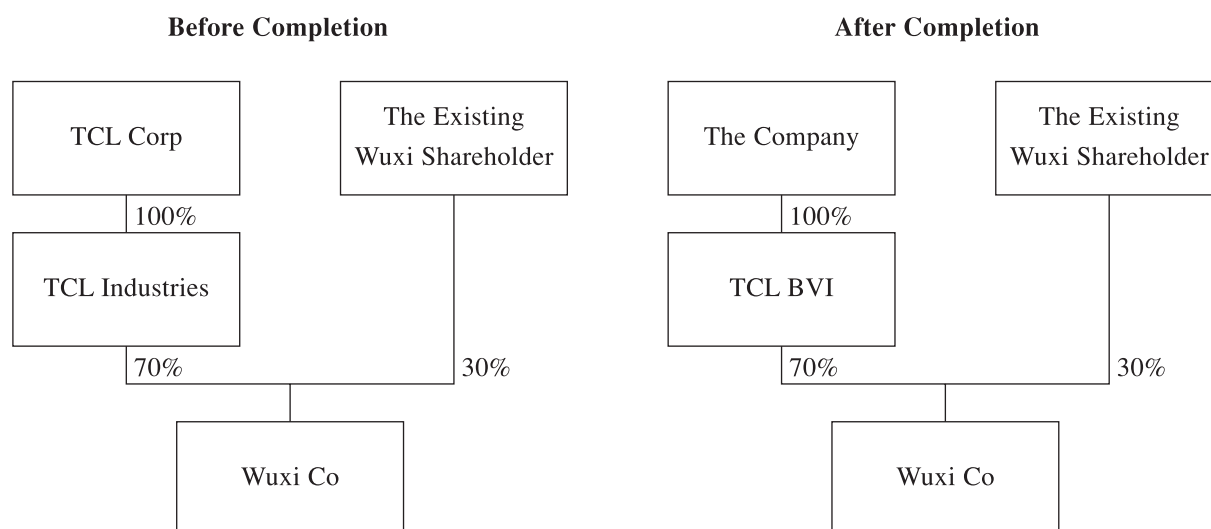 Before Completion
TCL Corp
The Existing
Wuxi Shareholder
100%
TCL Industries
70%
30%
Wuxi Co
After Completion
The Company
The Existing
Wuxi Shareholder
100%
TCL BVI
70%
30%
Wuxi Co